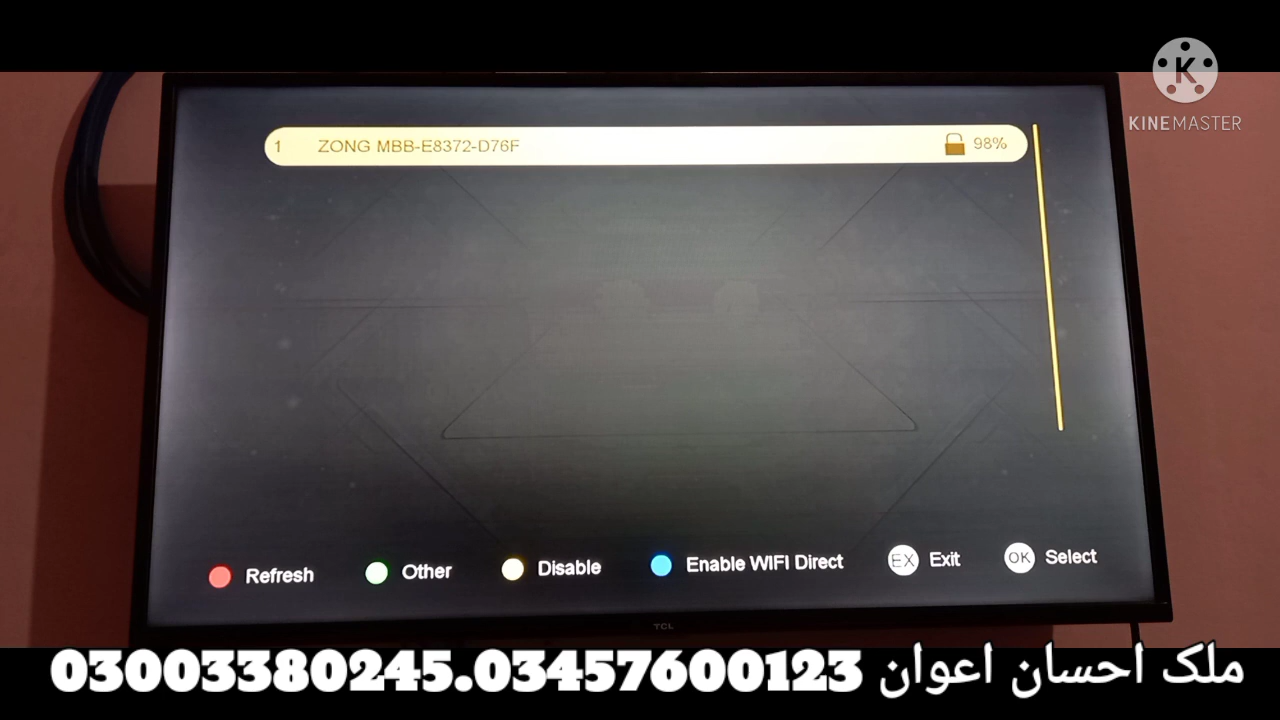 KINEMASTER
1 ZONG MBB-E8372-D76F 98%
Refresh Other Disable Enable WIFI Direct EX Exit OK Select
TCL
03003380245.03457600123 ملک احسان اعوان